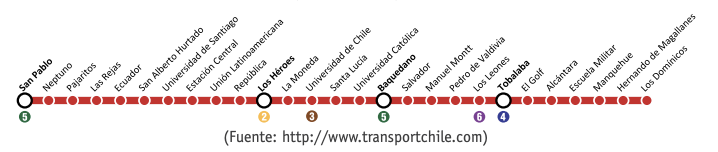 San Pablo
Neptuno
Pajaritos
Las Rejas
Ecuador
San Alberto Hurtado
Universidad de Santiago
Estación Central
Unión Latinoamericana
República
Los Héroes
La Moneda
Universidad de Chile
Santa Lucía
Universidad Católica
Baquedano
Salvador
Manuel Montt
Pedro de Valdivia
Los Leones
Tobalaba
El Golf
Alcántara
Escuela Militar
Manquehue
Hernando de Magallanes
Los Dominicos
5 2 3 5 6 4
(Fuente: http://www.transportchile.com)